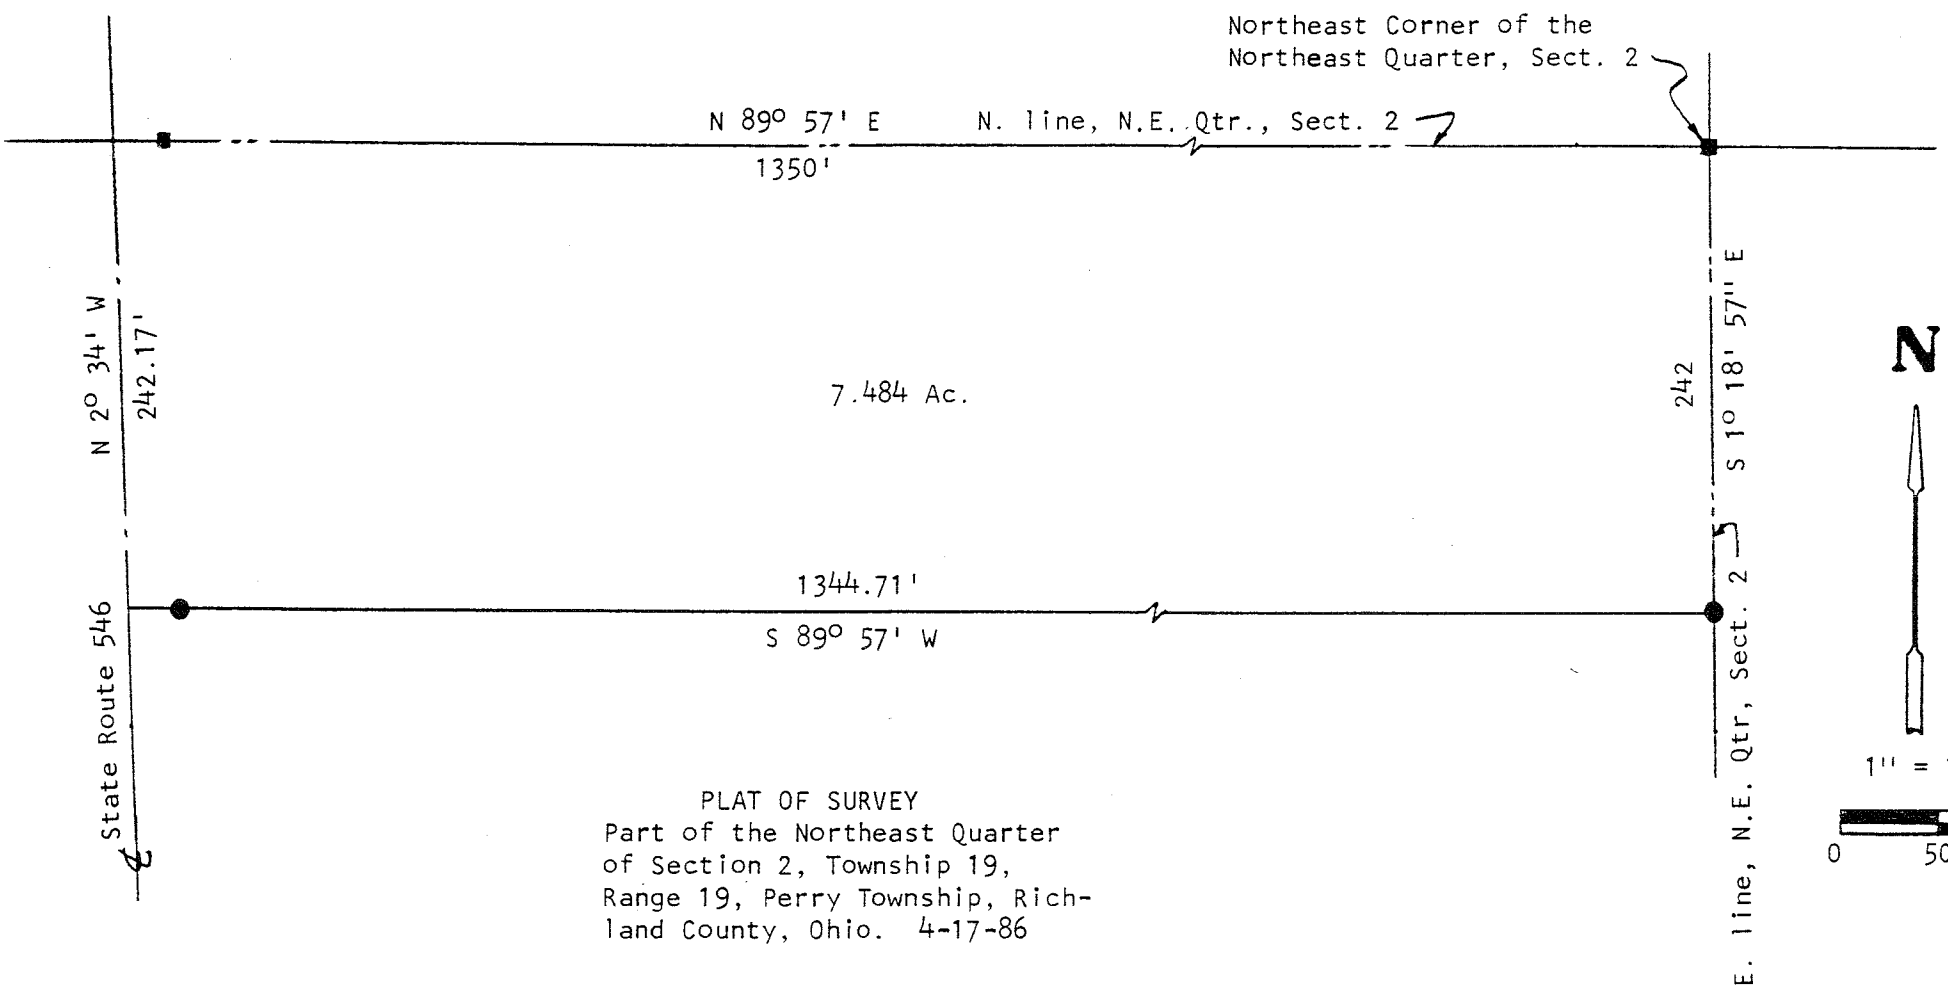 Northeast Corner of the
Northeast Quarter, Sect. 2
N 89° 57' E
N. line, N.E. Qtr., Sect. 2
1350'
N 2° 34' W
242.17'
7.484 Ac.
242
S 1° 18' 57" E
N
1344.71'
S 89° 57' W
State Route 546
E. line, N.E. Qtr, Sect. 2
1" =
0 50
PLAT OF SURVEY
Part of the Northeast Quarter
of Section 2, Township 19,
Range 19, Perry Township, Rich-
land County, Ohio. 4-17-86